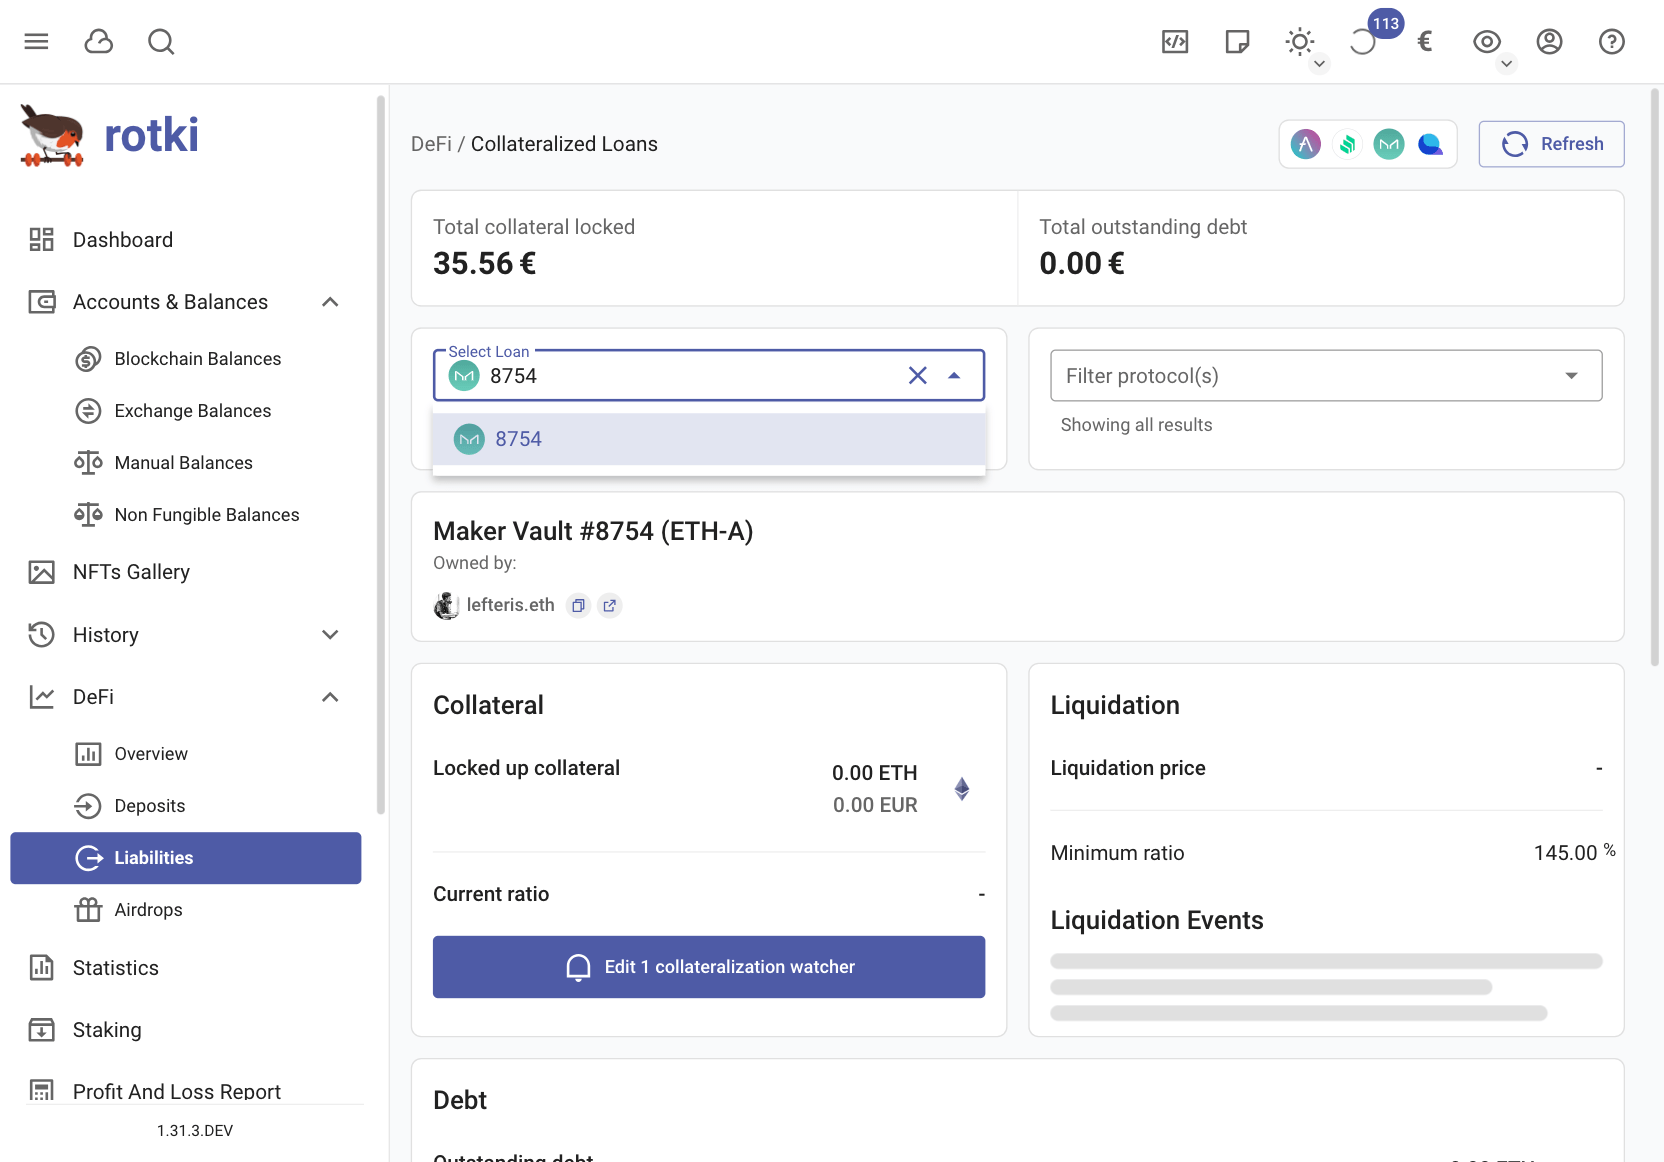 113
€
rotki
Dashboard
Accounts & Balances
Blockchain Balances
Exchange Balances
Manual Balances
Non Fungible Balances
NFTs Gallery
History
DeFi
Overview
Deposits
Liabilities
Airdrops
Statistics
Staking
Profit And Loss Report
1.31.3.DEV
DeFi / Collateralized Loans
Refresh
Total collateral locked
35.56 €
Total outstanding debt
0.00 €
Select Loan
8754
8754
Filter protocol(s)
Showing all results
Maker Vault #8754 (ETH-A)
Owned by:
lefteris.eth
Collateral
Locked up collateral
0.00 ETH
0.00 EUR
Current ratio
-
Edit 1 collateralization watcher
Liquidation
Liquidation price
-
Minimum ratio
145.00 %
Liquidation Events
Debt
Outstanding debt